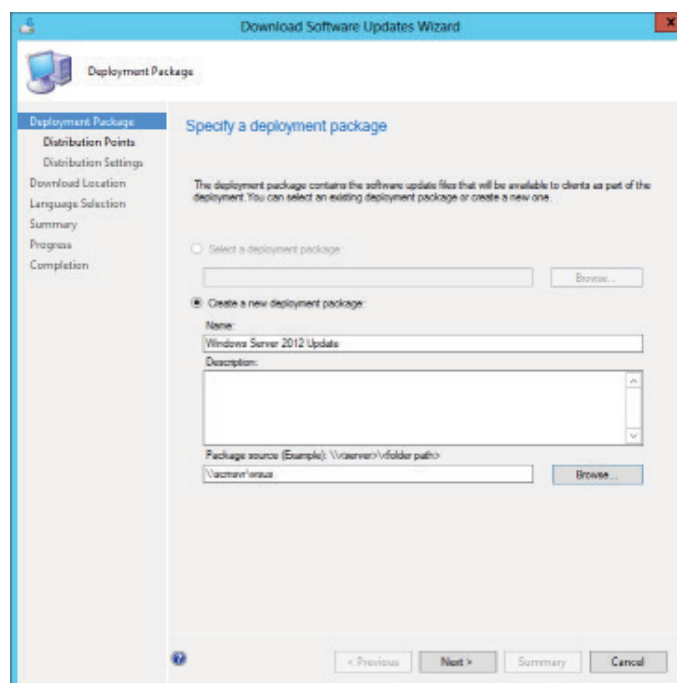 Download Software Updates Wizard
X
Deployment Package
Deployment Package
Distribution Points
Distribution Settings
Download Location
Language Selection
Summary
Progress
Completion
Specify a deployment package
The deployment package contains the software update files that will be available to clients as part of the
deployment. You can select an existing deployment package or create a new one.
Select a deployment package:
Browse...
Create a new deployment package:
Name:
Windows Server 2012 Update
Description:
Package source (Example): \\<server>\<folder path>
Browse...
?
< Previous
Next >
Summary
Cancel